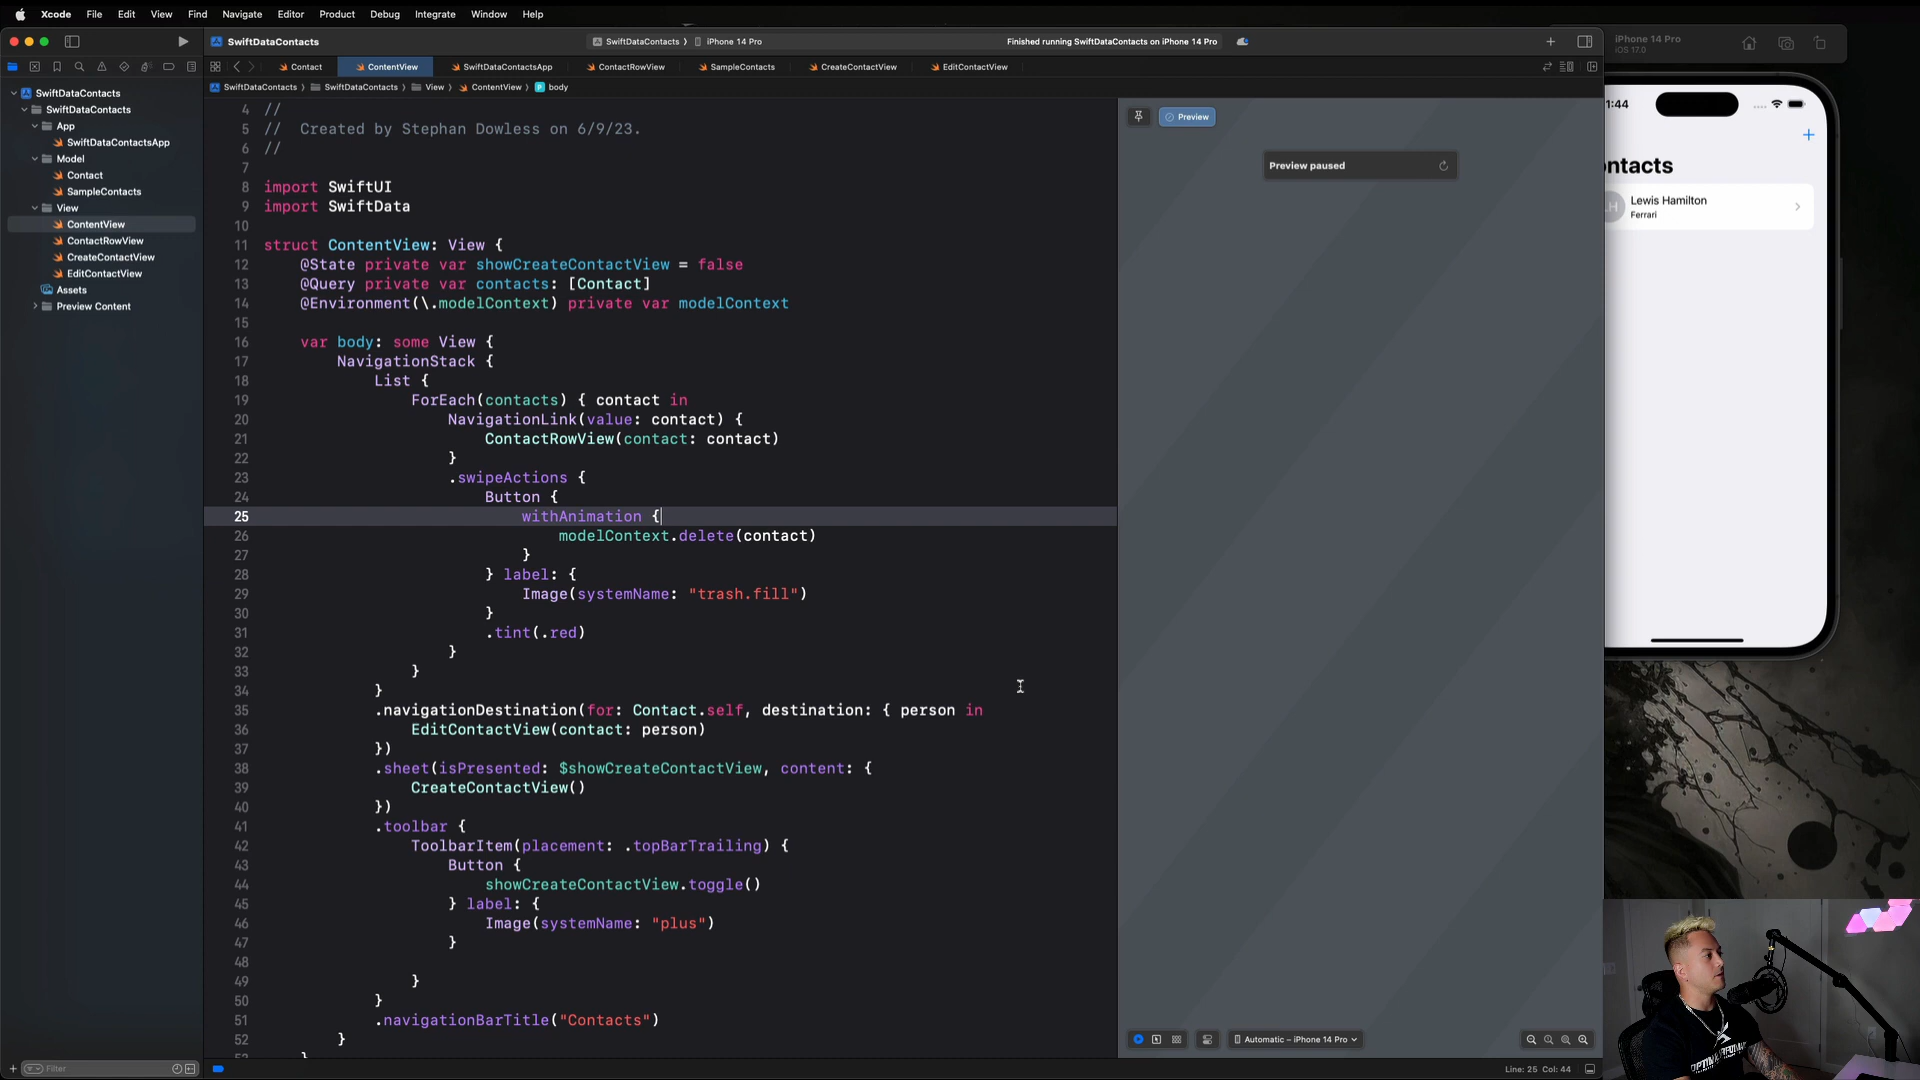 Xcode File Edit View Find Navigate Editor Product Debug Integrate Window Help
SwiftDataContacts
SwiftDataContacts iPhone 14 Pro
Finished running SwiftDataContacts on iPhone 14 Pro
iPhone 14 Pro
iOS 17.0
Contact ContentView SwiftDataContactsApp ContactRowView SampleContacts CreateContactView EditContactView
SwiftDataContacts SwiftDataContacts View ContentView body
SwiftDataContacts
SwiftDataContacts
App
SwiftDataContactsApp
Model
Contact
SampleContacts
View
ContentView
ContactRowView
CreateContactView
EditContactView
Assets
Preview Content
Filter
4 //
5 //  Created by Stephan Dowless on 6/9/23.
6 //
7
8 import SwiftUI
9 import SwiftData
10
11 struct ContentView: View {
12     @State private var showCreateContactView = false
13     @Query private var contacts: [Contact]
14     @Environment(\.modelContext) private var modelContext
15
16     var body: some View {
17         NavigationStack {
18             List {
19                 ForEach(contacts) { contact in
20                     NavigationLink(value: contact) {
21                         ContactRowView(contact: contact)
22                     }
23                     .swipeActions {
24                         Button {
25                             withAnimation {
26                                 modelContext.delete(contact)
27                             }
28                         } label: {
29                             Image(systemName: "trash.fill")
30                         }
31                         .tint(.red)
32                     }
33                 }
34             }
35             .navigationDestination(for: Contact.self, destination: { person in
36                 EditContactView(contact: person)
37             })
38             .sheet(isPresented: $showCreateContactView, content: {
39                 CreateContactView()
40             })
41             .toolbar {
42                 ToolbarItem(placement: .topBarTrailing) {
43                     Button {
44                         showCreateContactView.toggle()
45                     } label: {
46                         Image(systemName: "plus")
47                     }
48
49                 }
50             }
51             .navigationBarTitle("Contacts")
52         }
Preview
Preview paused
Automatic – iPhone 14 Pro
Line: 25 Col: 44
1:44
ntacts
LH
Lewis Hamilton
Ferrari